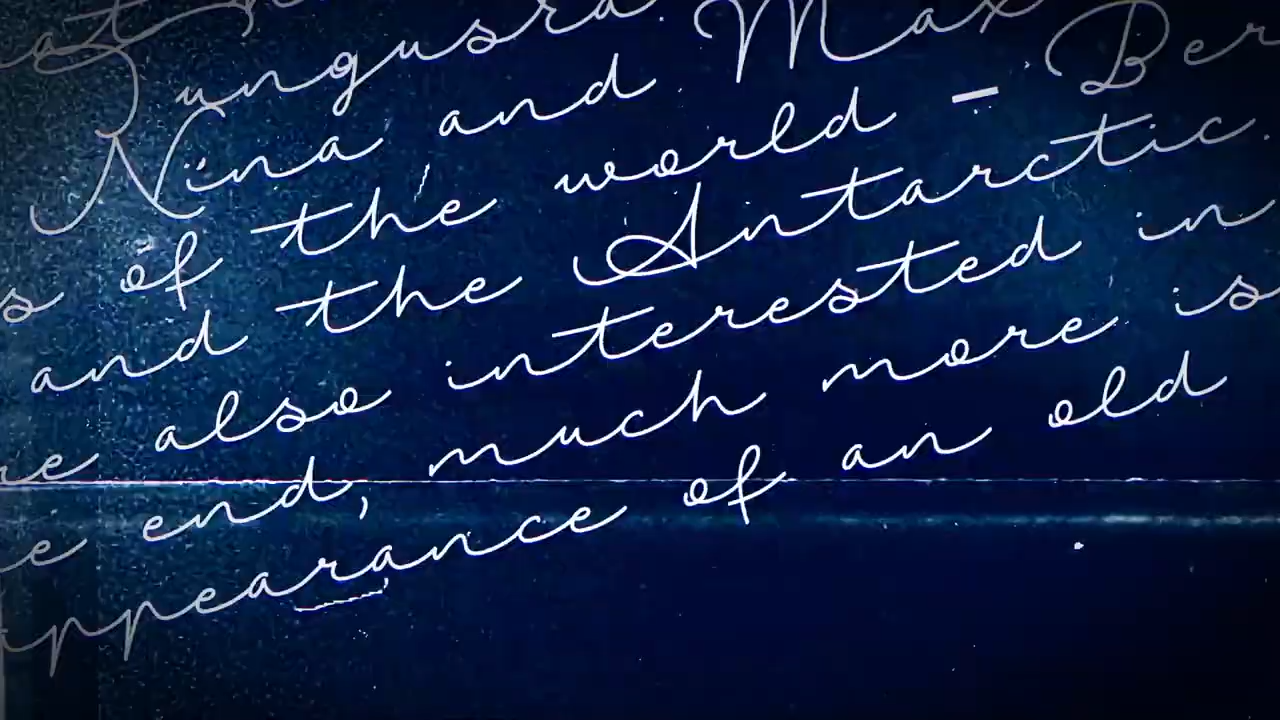 Tunguska.
Nina and Max
of the world - Ber
and the Antarctic.
also interested in
end, much more is
appearance of an old